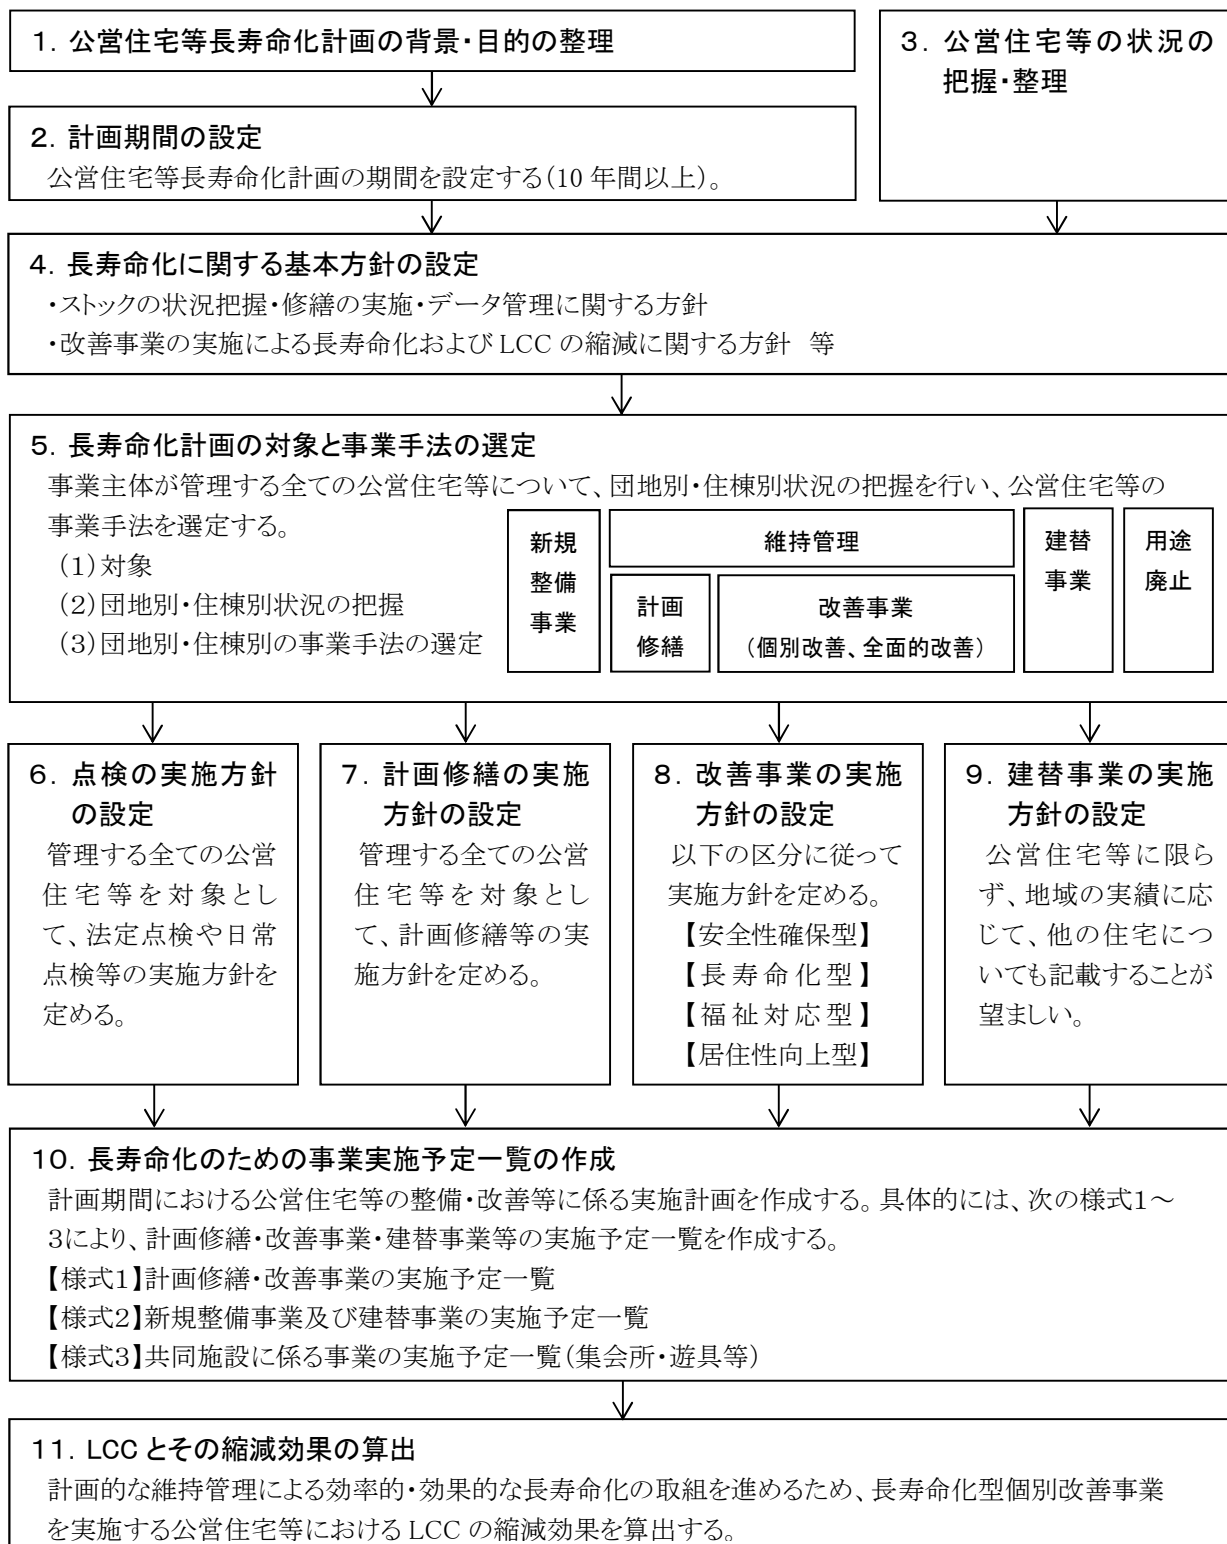 1．公営住宅等長寿命化計画の背景・目的の整理
3．公営住宅等の状況の
把握・整理
2．計画期間の設定
公営住宅等長寿命化計画の期間を設定する（10 年間以上）。
4．長寿命化に関する基本方針の設定
・ストックの状況把握・修繕の実施・データ管理に関する方針
・改善事業の実施による長寿命化および LCC の縮減に関する方針　等
5．長寿命化計画の対象と事業手法の選定
事業主体が管理する全ての公営住宅等について、団地別・住棟別状況の把握を行い、公営住宅等の
事業手法を選定する。
（1）対象
（2）団地別・住棟別状況の把握
（3）団地別・住棟別の事業手法の選定
新規
整備
事業
維持管理
計画
修繕
改善事業
（個別改善、全面的改善）
建替
事業
用途
廃止
6．点検の実施方針
の設定
管理する全ての公営
住宅等を対象とし
て、法定点検や日常
点検等の実施方針を
定める。
7．計画修繕の実施
方針の設定
管理する全ての公営
住宅等を対象とし
て、計画修繕等の実
施方針を定める。
8．改善事業の実施
方針の設定
以下の区分に従って
実施方針を定める。
【安全性確保型】
【長寿命化型】
【福祉対応型】
【居住性向上型】
9．建替事業の実施
方針の設定
公営住宅等に限ら
ず、地域の実績に応
じて、他の住宅につ
いても記載することが
望ましい。
10．長寿命化のための事業実施予定一覧の作成
計画期間における公営住宅等の整備・改善等に係る実施計画を作成する。具体的には、次の様式1～
3により、計画修繕・改善事業・建替事業等の実施予定一覧を作成する。
【様式1】計画修繕・改善事業の実施予定一覧
【様式2】新規整備事業及び建替事業の実施予定一覧
【様式3】共同施設に係る事業の実施予定一覧（集会所・遊具等）
11．LCC とその縮減効果の算出
計画的な維持管理による効率的・効果的な長寿命化の取組を進めるため、長寿命化型個別改善事業
を実施する公営住宅等における LCC の縮減効果を算出する。